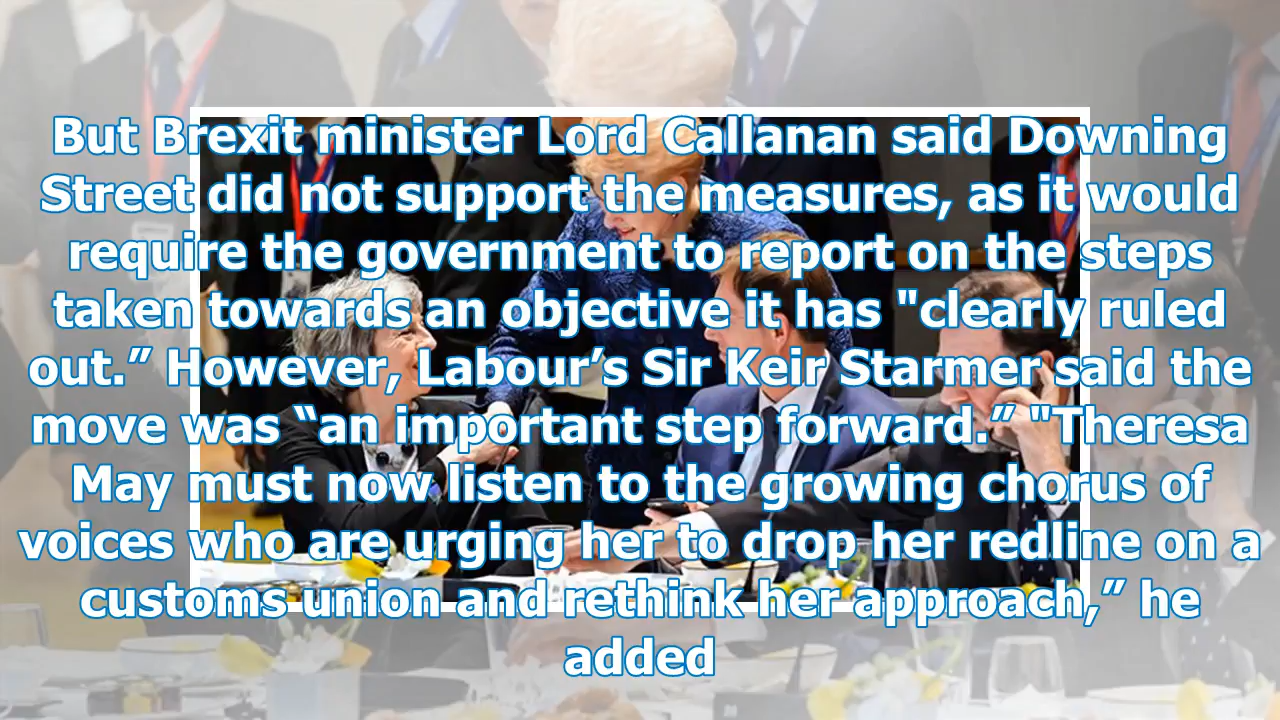 But Brexit minister Lord Callanan said Downing
Street did not support the measures, as it would
require the government to report on the steps
taken towards an objective it has "clearly ruled
out.” However, Labour’s Sir Keir Starmer said the
move was “an important step forward.” "Theresa
May must now listen to the growing chorus of
voices who are urging her to drop her redline on a
customs union and rethink her approach,” he
added